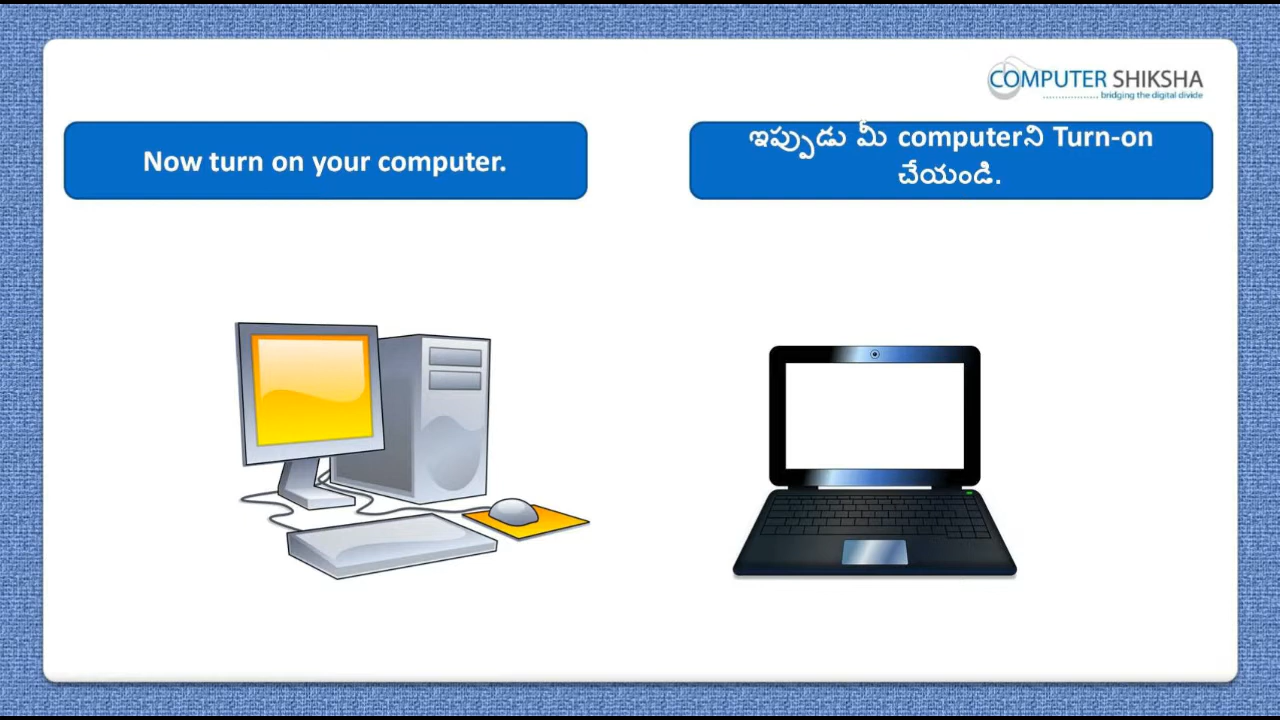 COMPUTER SHIKSHA
bridging the digital divide
Now turn on your computer.
ఇప్పుడు మీ computerని Turn-on
చేయండి.